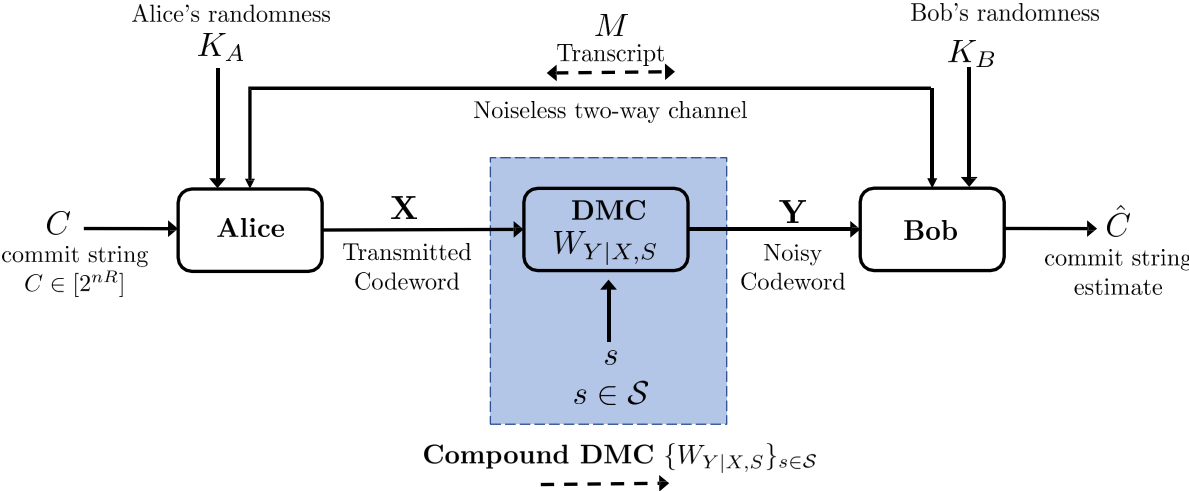 Alice's randomness
K_A
M
Transcript
Bob's randomness
K_B
Noiseless two-way channel
C
commit string
C ∈ [2^{nR}]
Alice
X
Transmitted
Codeword
DMC
W_{Y|X,S}
s
s ∈ 𝒮
Y
Noisy
Codeword
Bob
Ĉ
commit string
estimate
Compound DMC {W_{Y|X,S}}_{s∈𝒮}